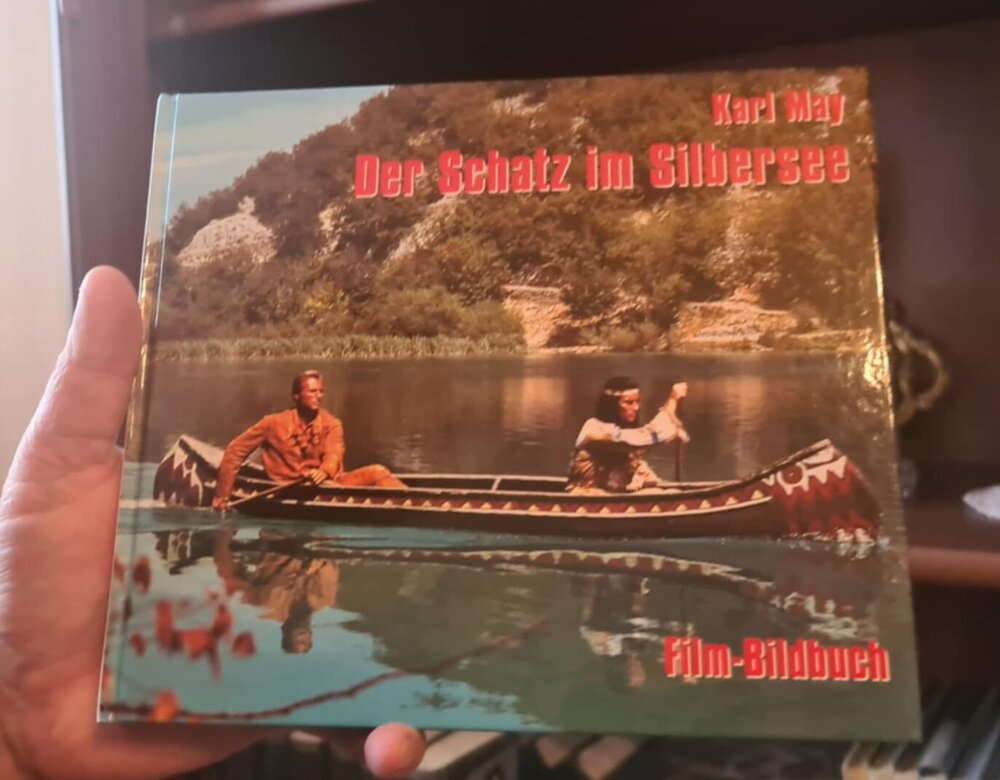 Karl May
Der Schatz im Silbersee
Film-Bildbuch